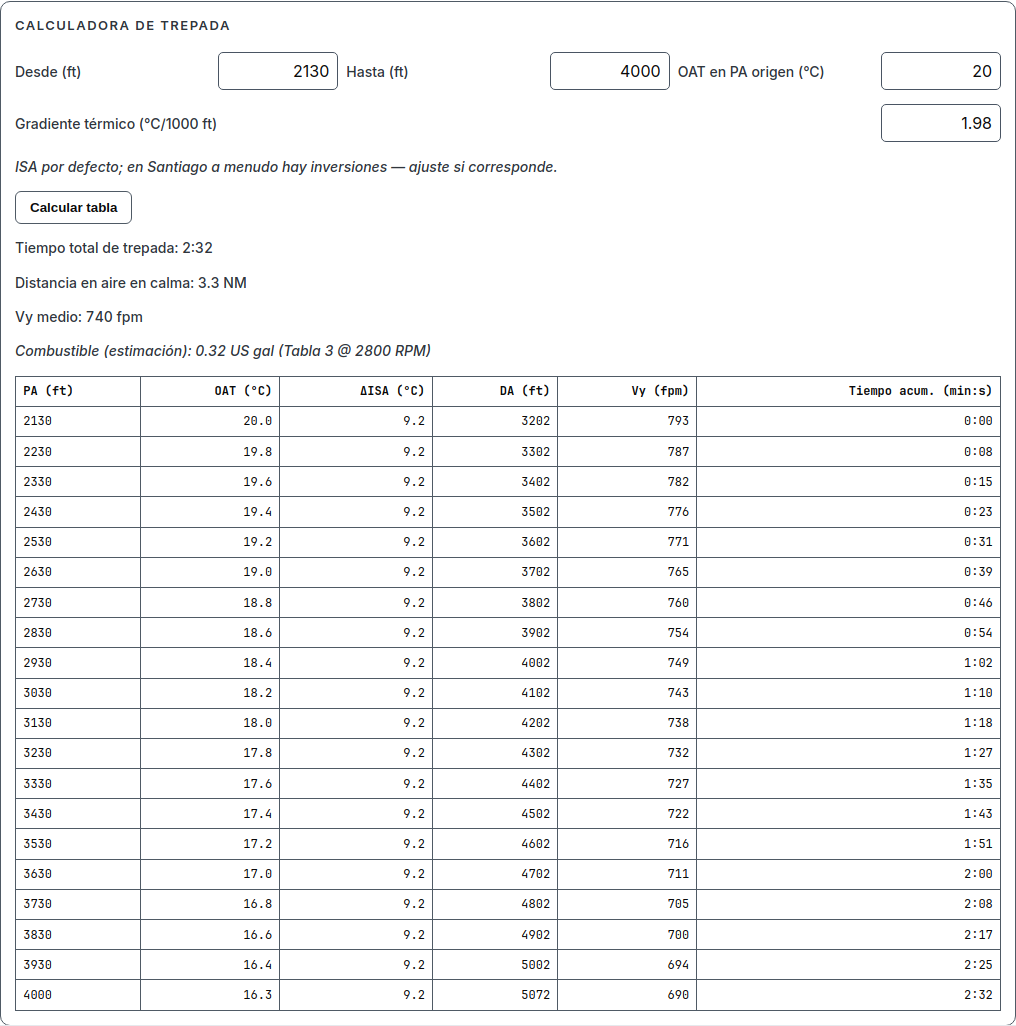 CALCULADORA DE TREPADA
Desde (ft) 2130 Hasta (ft) 4000 OAT en PA origen (°C) 20
Gradiente térmico (°C/1000 ft) 1.98
ISA por defecto; en Santiago a menudo hay inversiones — ajuste si corresponde.
Calcular tabla
Tiempo total de trepada: 2:32
Distancia en aire en calma: 3.3 NM
Vy medio: 740 fpm
Combustible (estimación): 0.32 US gal (Tabla 3 @ 2800 RPM)
PA (ft) OAT (°C) ΔISA (°C) DA (ft) Vy (fpm) Tiempo acum. (min:s)
2130 20.0 9.2 3202 793 0:00
2230 19.8 9.2 3302 787 0:08
2330 19.6 9.2 3402 782 0:15
2430 19.4 9.2 3502 776 0:23
2530 19.2 9.2 3602 771 0:31
2630 19.0 9.2 3702 765 0:39
2730 18.8 9.2 3802 760 0:46
2830 18.6 9.2 3902 754 0:54
2930 18.4 9.2 4002 749 1:02
3030 18.2 9.2 4102 743 1:10
3130 18.0 9.2 4202 738 1:18
3230 17.8 9.2 4302 732 1:27
3330 17.6 9.2 4402 727 1:35
3430 17.4 9.2 4502 722 1:43
3530 17.2 9.2 4602 716 1:51
3630 17.0 9.2 4702 711 2:00
3730 16.8 9.2 4802 705 2:08
3830 16.6 9.2 4902 700 2:17
3930 16.4 9.2 5002 694 2:25
4000 16.3 9.2 5072 690 2:32